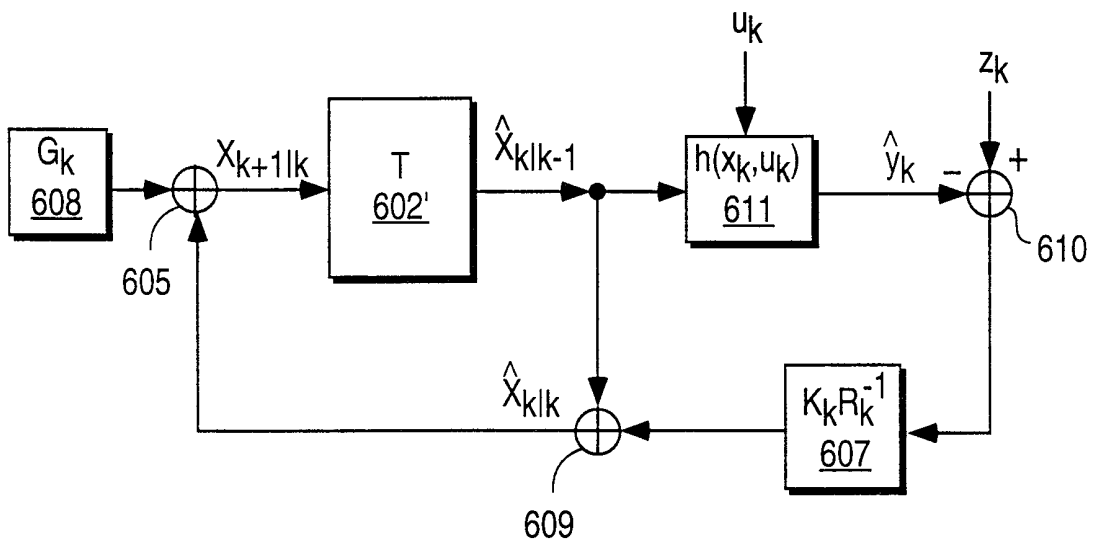 u_k
z_k
G_k
608
X_{k+1|k}
T
602'
X̂_{k|k-1}
h(x_k,u_k)
611
ŷ_k
−
+
605
610
X̂_{k|k}
K_k R_k^{-1}
607
609